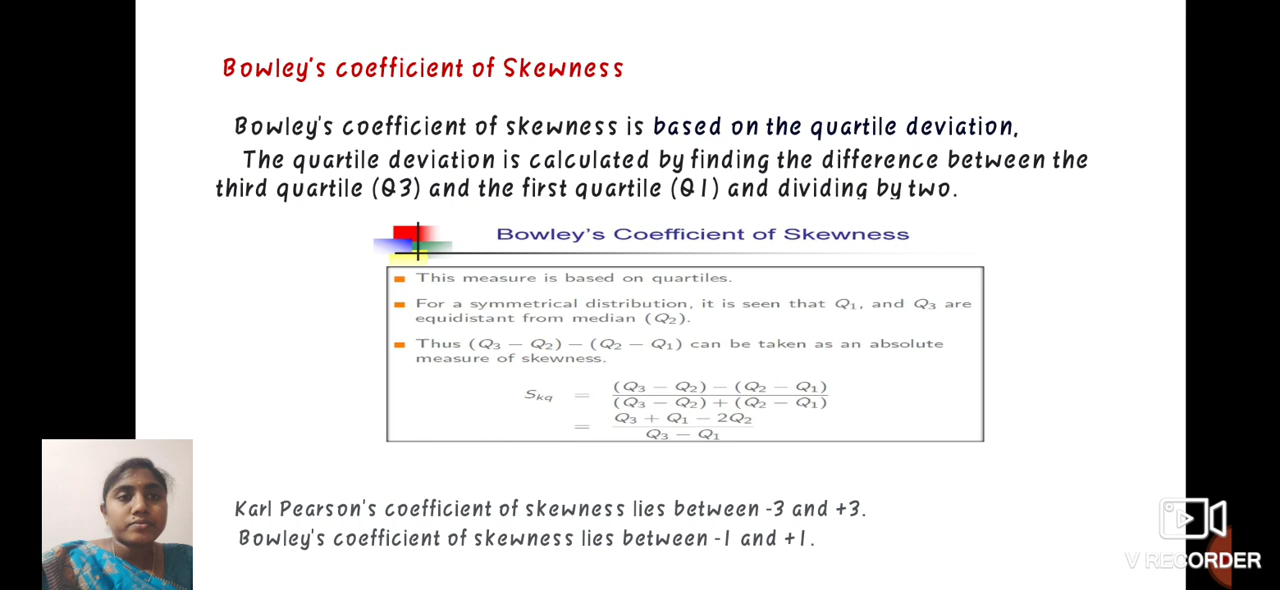 Bowley's coefficient of Skewness
Bowley's coefficient of skewness is based on the quartile deviation.
The quartile deviation is calculated by finding the difference between the
third quartile (Q3) and the first quartile (Q1) and dividing by two.
Bowley's Coefficient of Skewness
This measure is based on quartiles.
For a symmetrical distribution, it is seen that Q₁, and Q₃ are
equidistant from median (Q₂).
Thus (Q₃ − Q₂) − (Q₂ − Q₁) can be taken as an absolute
measure of skewness.
Skq = (Q₃ − Q₂) − (Q₂ − Q₁)
(Q₃ − Q₂) + (Q₂ − Q₁)
= Q₃ + Q₁ − 2Q₂
Q₃ − Q₁
Karl Pearson's coefficient of skewness lies between -3 and +3.
Bowley's coefficient of skewness lies between -1 and +1.
V RECORDER